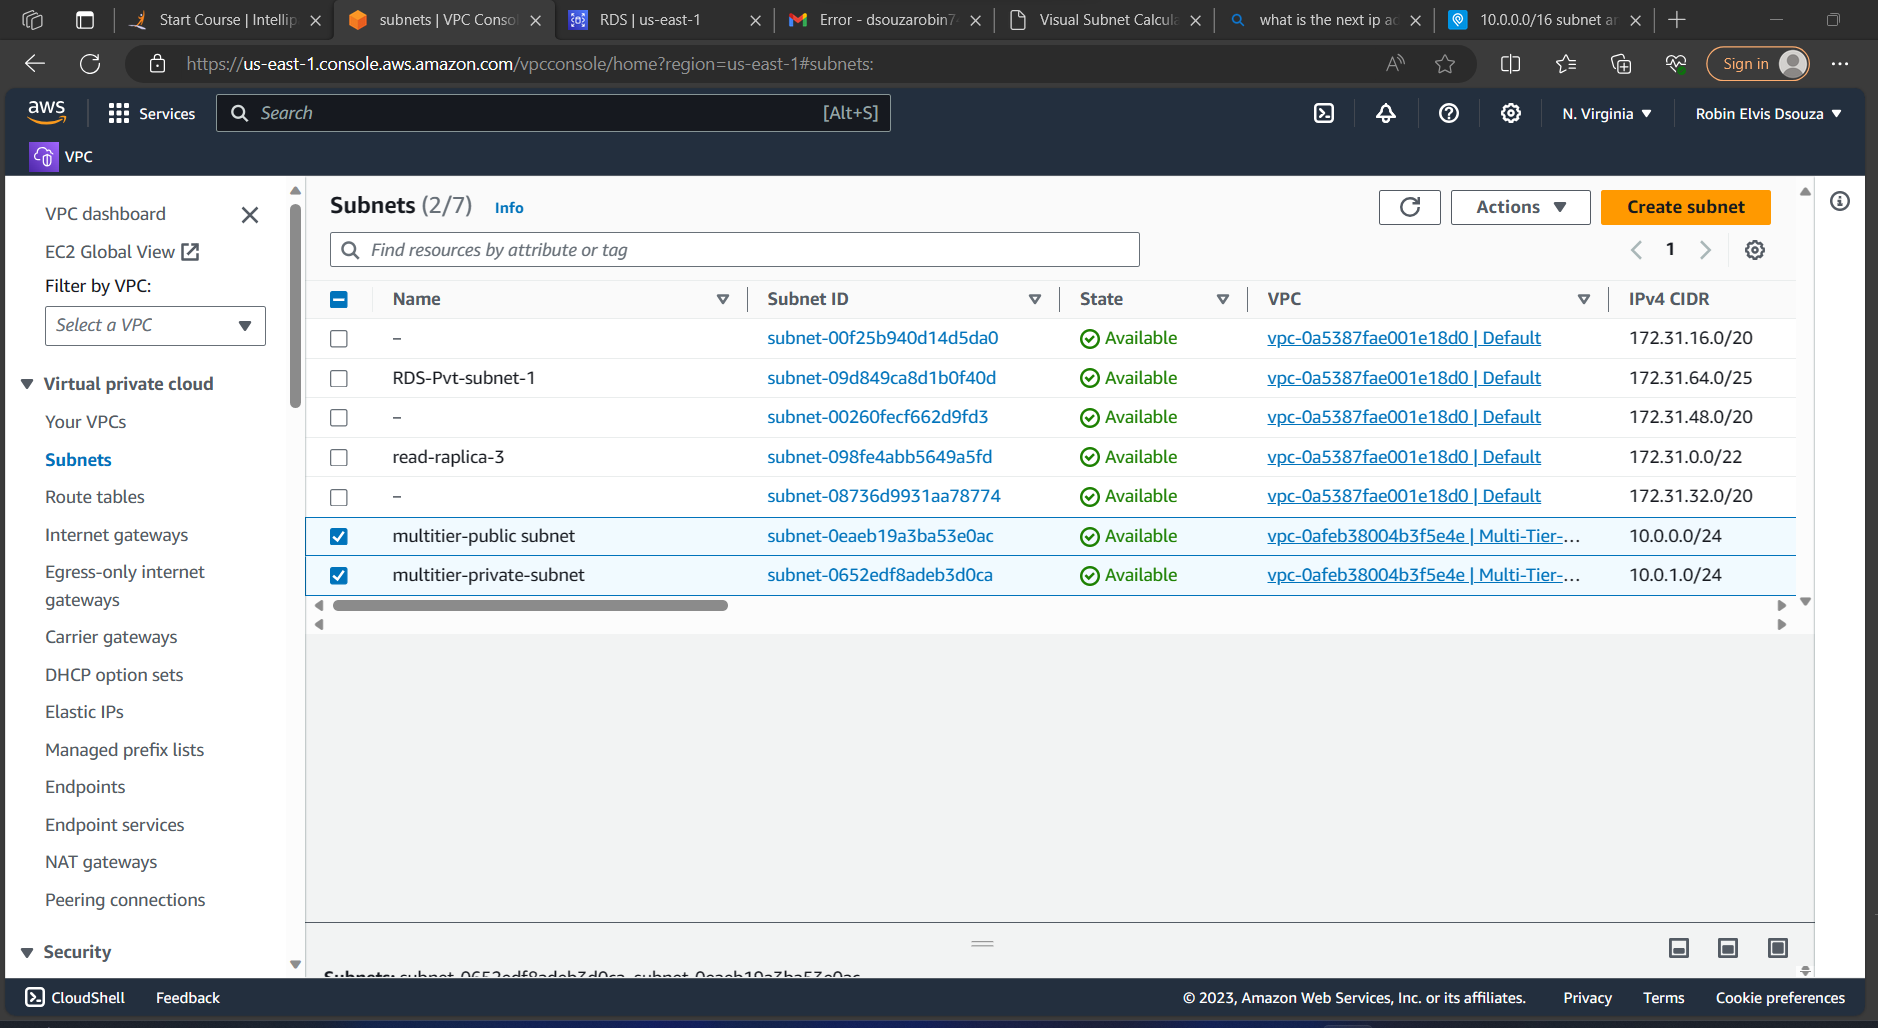 Start Course | Intellip
subnets | VPC Consol
RDS | us-east-1
Error - dsouzarobin7
Visual Subnet Calcula
what is the next ip ac
10.0.0.0/16 subnet an
https://us-east-1.console.aws.amazon.com/vpcconsole/home?region=us-east-1#subnets:
Sign in
aws
Services
Search
[Alt+S]
N. Virginia
Robin Elvis Dsouza
VPC
VPC dashboard
EC2 Global View
Filter by VPC:
Select a VPC
Virtual private cloud
Your VPCs
Subnets
Route tables
Internet gateways
Egress-only internet
gateways
Carrier gateways
DHCP option sets
Elastic IPs
Managed prefix lists
Endpoints
Endpoint services
NAT gateways
Peering connections
Security
Subnets (2/7) Info
Actions
Create subnet
Find resources by attribute or tag
1
Name Subnet ID State VPC IPv4 CIDR
– subnet-00f25b940d14d5da0 Available vpc-0a5387fae001e18d0 | Default 172.31.16.0/20
RDS-Pvt-subnet-1 subnet-09d849ca8d1b0f40d Available vpc-0a5387fae001e18d0 | Default 172.31.64.0/25
– subnet-00260fecf662d9fd3 Available vpc-0a5387fae001e18d0 | Default 172.31.48.0/20
read-raplica-3 subnet-098fe4abb5649a5fd Available vpc-0a5387fae001e18d0 | Default 172.31.0.0/22
– subnet-08736d9931aa78774 Available vpc-0a5387fae001e18d0 | Default 172.31.32.0/20
multitier-public subnet subnet-0eaeb19a3ba53e0ac Available vpc-0afeb38004b3f5e4e | Multi-Tier-... 10.0.0.0/24
multitier-private-subnet subnet-0652edf8adeb3d0ca Available vpc-0afeb38004b3f5e4e | Multi-Tier-... 10.0.1.0/24
Subnets: subnet-0652edf8adeb3d0ca, subnet-0eaeb19a3ba53e0ac
CloudShell
Feedback
© 2023, Amazon Web Services, Inc. or its affiliates.
Privacy
Terms
Cookie preferences